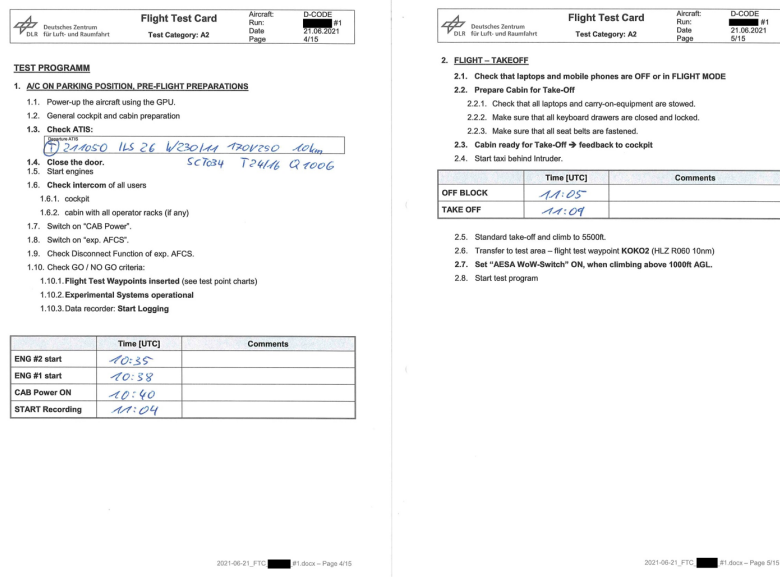 Deutsches Zentrum
DLR für Luft- und Raumfahrt
Flight Test Card
Test Category: A2
Aircraft: D-CODE
Run: #1
Date 21.06.2021
Page 4/15
TEST PROGRAMM
1. A/C ON PARKING POSITION, PRE-FLIGHT PREPARATIONS
1.1. Power-up the aircraft using the GPU.
1.2. General cockpit and cabin preparation
1.3. Check ATIS:
Departure ATIS
T 211050 ILS 26 W230/11 170V290 10km
SCT034 T24/16 Q1006
1.4. Close the door.
1.5. Start engines
1.6. Check intercom of all users
1.6.1. cockpit
1.6.2. cabin with all operator racks (if any)
1.7. Switch on "CAB Power".
1.8. Switch on "exp. AFCS".
1.9. Check Disconnect Function of exp. AFCS.
1.10. Check GO / NO GO criteria:
1.10.1. Flight Test Waypoints inserted (see test point charts)
1.10.2. Experimental Systems operational
1.10.3. Data recorder: Start Logging
Time [UTC] Comments
ENG #2 start 10:35
ENG #1 start 10:38
CAB Power ON 10:40
START Recording 11:04
2021-06-21_FTC_ #1.docx – Page 4/15
Deutsches Zentrum
DLR für Luft- und Raumfahrt
Flight Test Card
Test Category: A2
Aircraft: D-CODE
Run: #1
Date 21.06.2021
Page 5/15
2. FLIGHT – TAKEOFF
2.1. Check that laptops and mobile phones are OFF or in FLIGHT MODE
2.2. Prepare Cabin for Take-Off
2.2.1. Check that all laptops and carry-on-equipment are stowed.
2.2.2. Make sure that all keyboard drawers are closed and locked.
2.2.3. Make sure that all seat belts are fastened.
2.3. Cabin ready for Take-Off → feedback to cockpit
2.4. Start taxi behind Intruder.
Time [UTC] Comments
OFF BLOCK 11:05
TAKE OFF 11:09
2.5. Standard take-off and climb to 5500ft.
2.6. Transfer to test area – flight test waypoint KOKO2 (HLZ R060 10nm)
2.7. Set "AESA WoW-Switch" ON, when climbing above 1000ft AGL.
2.8. Start test program
2021-06-21_FTC_ #1.docx – Page 5/15